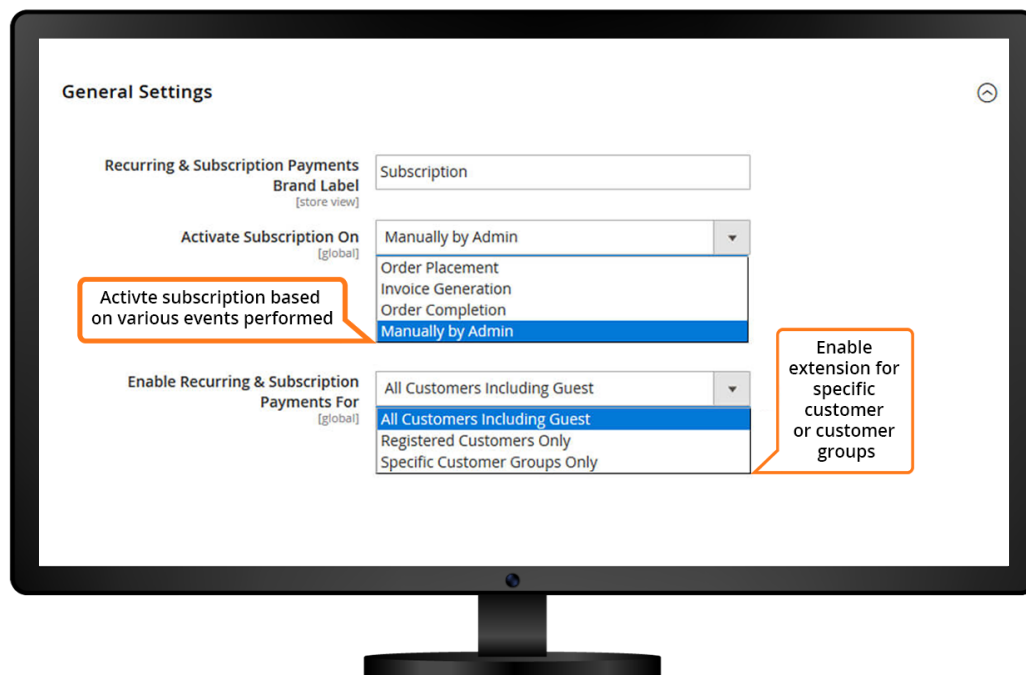 General Settings
Recurring & Subscription Payments
Brand Label
[store view]
Subscription
Activate Subscription On
[global]
Manually by Admin
Order Placement
Invoice Generation
Order Completion
Manually by Admin
Activte subscription based
on various events performed
Enable Recurring & Subscription
Payments For
[global]
All Customers Including Guest
All Customers Including Guest
Registered Customers Only
Specific Customer Groups Only
Enable
extension for
specific
customer
or customer
groups